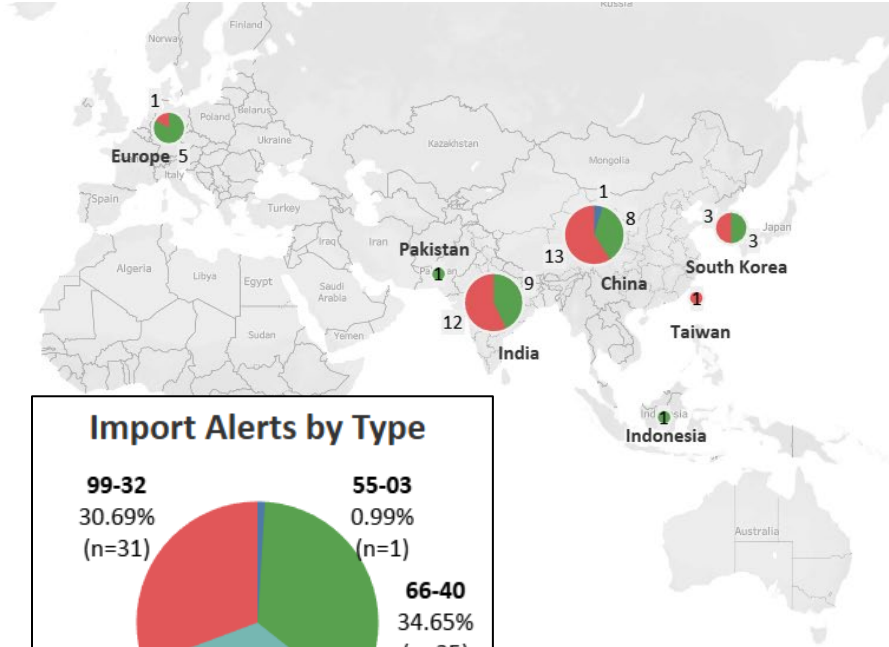 Russia
Finland
Norway
1
Poland
Belarus
Europe 5
Ukraine
Italy
Kazakhstan
Mongolia
Spain
Turkey
1
8
3
3
Japan
13
South Korea
China
Iraq
Iran
Pakistan
1
9
Algeria
Libya
Egypt
Saudi
Arabia
1
12
Taiwan
Sudan
Yemen
India
1
Indonesia
Import Alerts by Type
99-32
30.69%
(n=31)
55-03
0.99%
(n=1)
66-40
34.65%
Australia